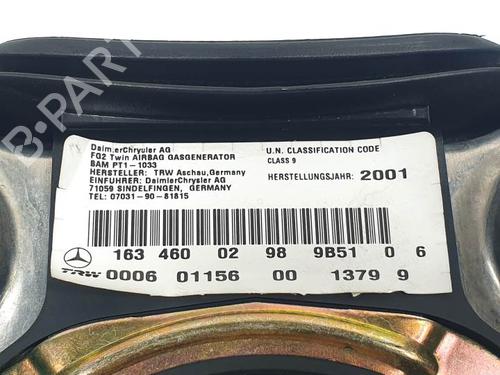 DaimlerChrysler AG
FG2 Twin AIRBAG GASGENERATOR
BAM PT1-1033
HERSTELLER: TRW Aschau,Germany
EINFUHRER: DaimlerChrysler AG
71059 SINDELFINGEN, GERMANY
TEL: 07031-90-81815
U.N. CLASSIFICATION CODE
CLASS 9
HERSTELLUNGSJAHR: 2001
163 460 02 98 9B51 0 6
TRW 0006 01156 00 1379 9